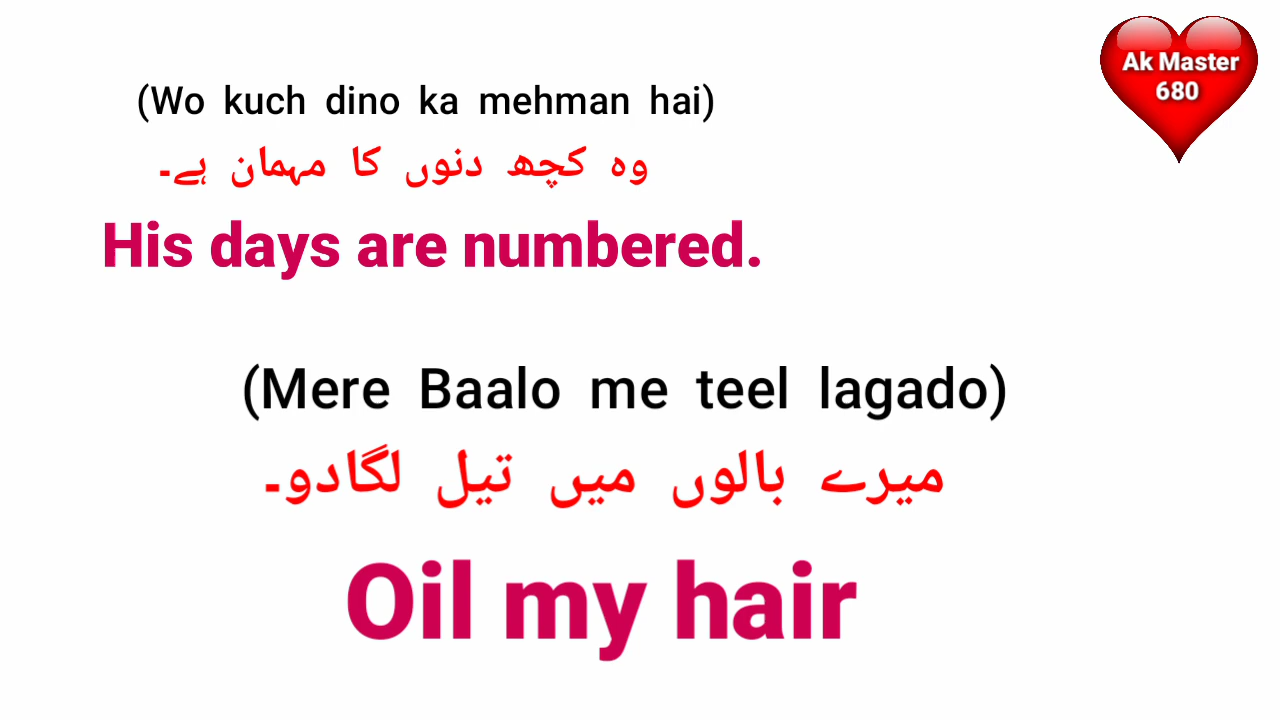 (Wo kuch dino ka mehman hai)
وہ کچھ دنوں کا مہمان ہے۔
His days are numbered.
(Mere Baalo me teel lagado)
میرے بالوں میں تیل لگادو۔
Oil my hair
Ak Master
680